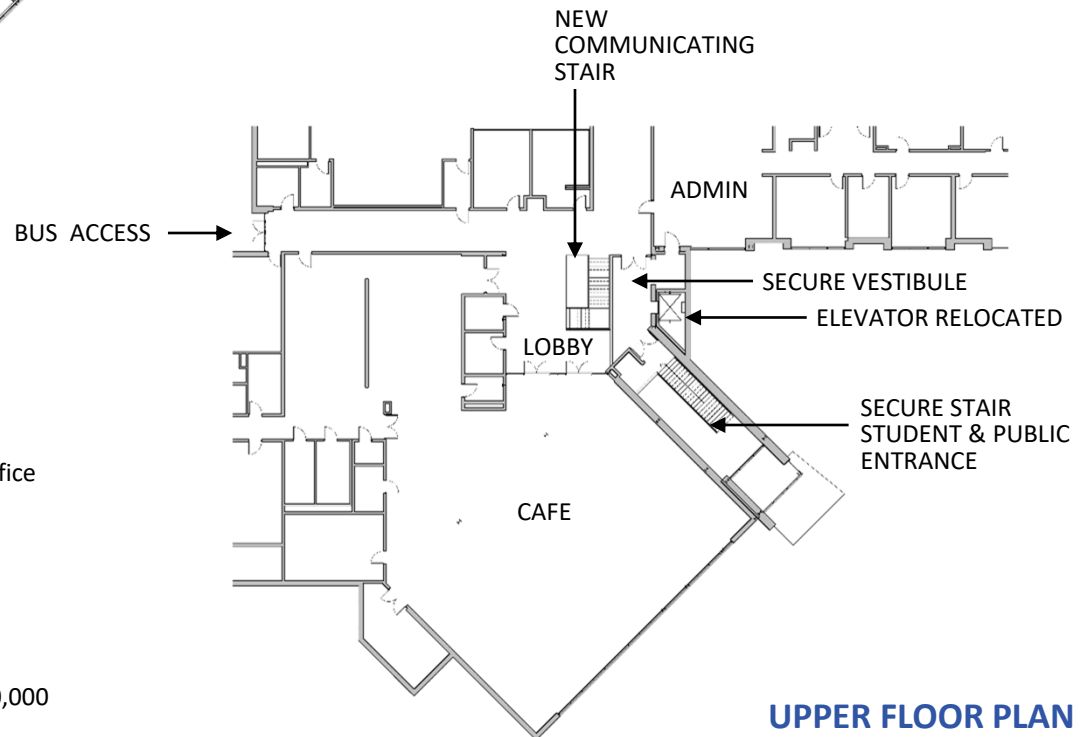 NEW
COMMUNICATING
STAIR
ADMIN
BUS ACCESS
SECURE VESTIBULE
ELEVATOR RELOCATED
LOBBY
SECURE STAIR
STUDENT & PUBLIC
ENTRANCE
CAFE
UPPER FLOOR PLAN